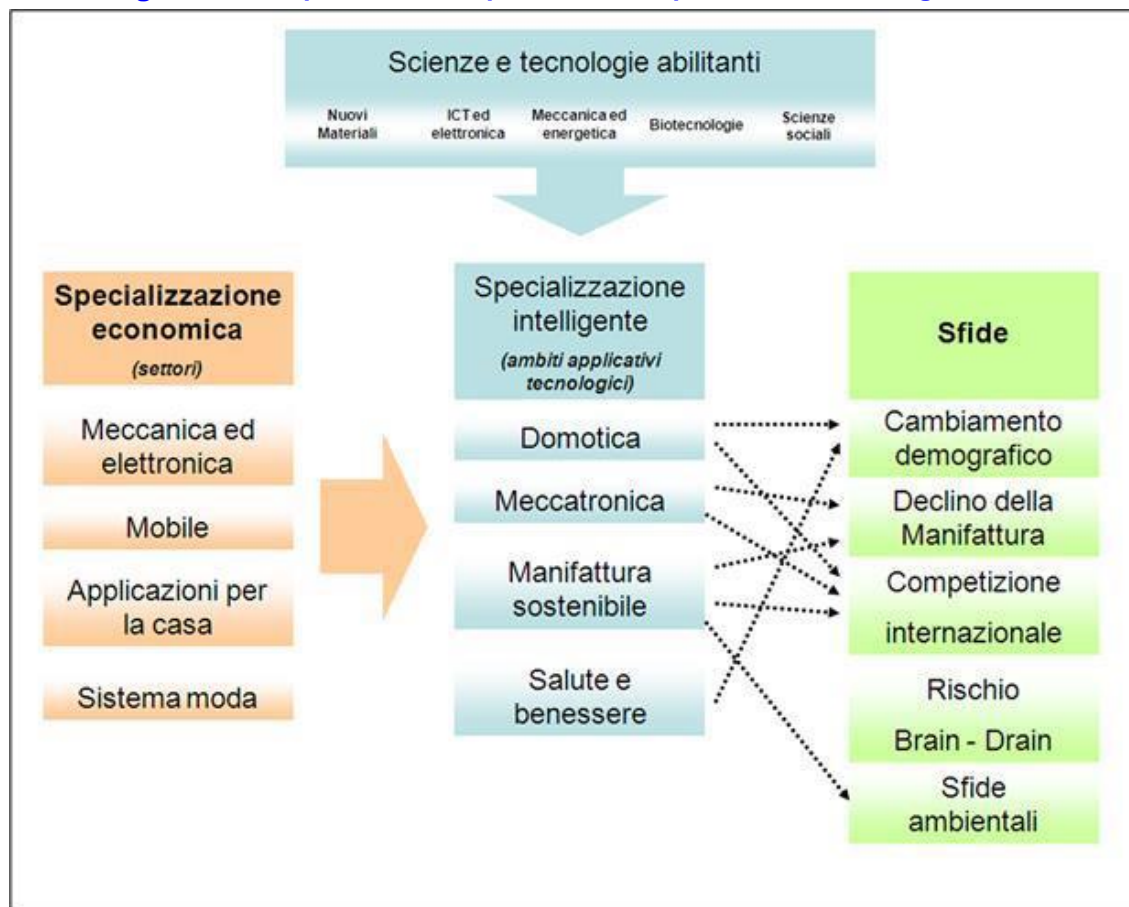 Scienze e tecnologie abilitanti
Nuovi
Materiali
ICT ed
elettronica
Meccanica ed
energetica
Biotecnologie
Scienze
sociali
Specializzazione
economica
(settori)
Meccanica ed
elettronica
Mobile
Applicazioni per
la casa
Sistema moda
Specializzazione
intelligente
(ambiti applicativi
tecnologici)
Domotica
Meccatronica
Manifattura
sostenibile
Salute e
benessere
Sfide
Cambiamento
demografico
Declino della
Manifattura
Competizione
internazionale
Rischio
Brain - Drain
Sfide
ambientali